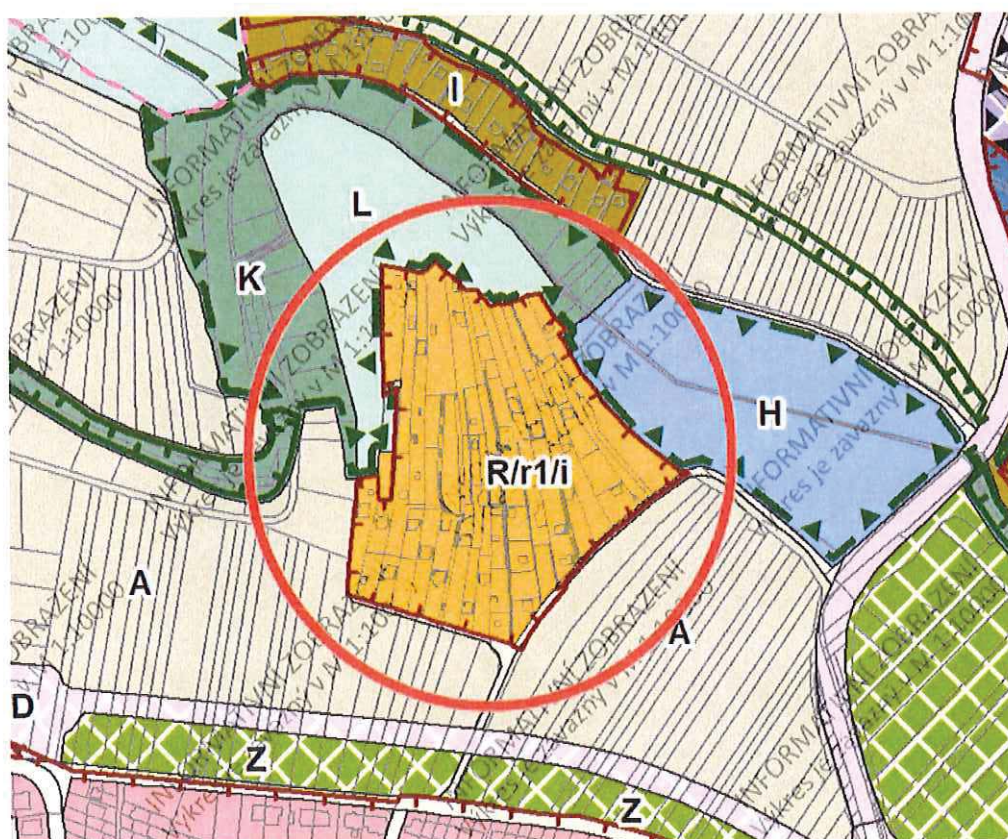 I
L
K
H
R/r1/i
A
A
D
Z
Z
INFORMATIVNÍ ZOBRAZENÍ
Výkres je závazný v M 1:10000